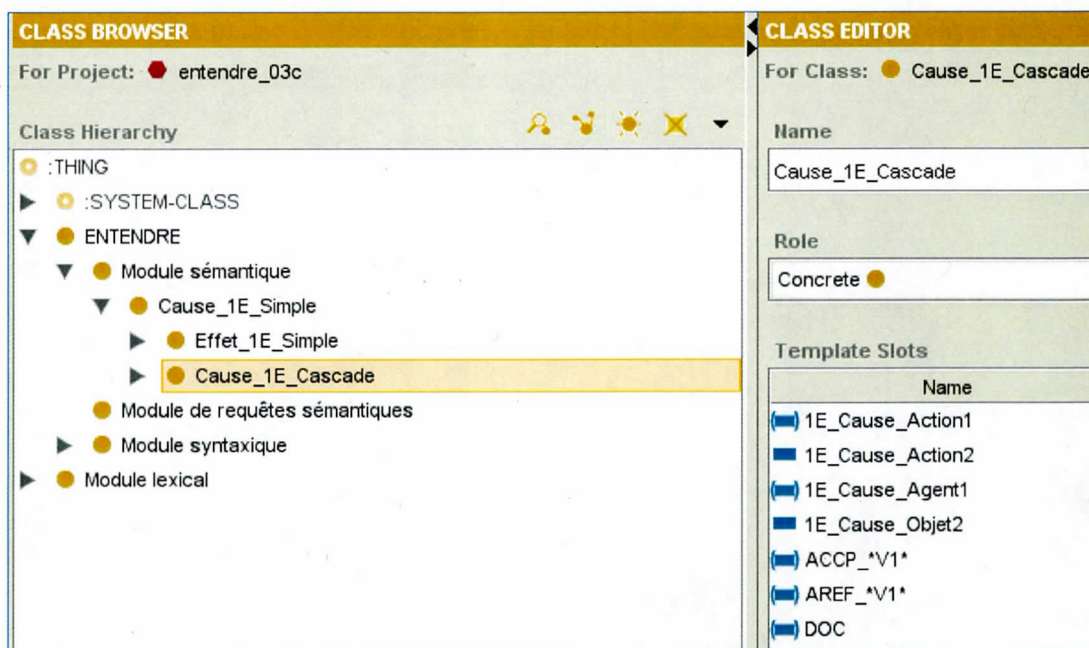 CLASS BROWSER
For Project: entendre_03c
Class Hierarchy
:THING
:SYSTEM-CLASS
ENTENDRE
Module sémantique
Cause_1E_Simple
Effet_1E_Simple
Cause_1E_Cascade
Module de requêtes sémantiques
Module syntaxique
Module lexical
CLASS EDITOR
For Class: Cause_1E_Cascade
Name
Cause_1E_Cascade
Role
Concrete
Template Slots
Name
1E_Cause_Action1
1E_Cause_Action2
1E_Cause_Agent1
1E_Cause_Objet2
ACCP_*V1*
AREF_*V1*
DOC